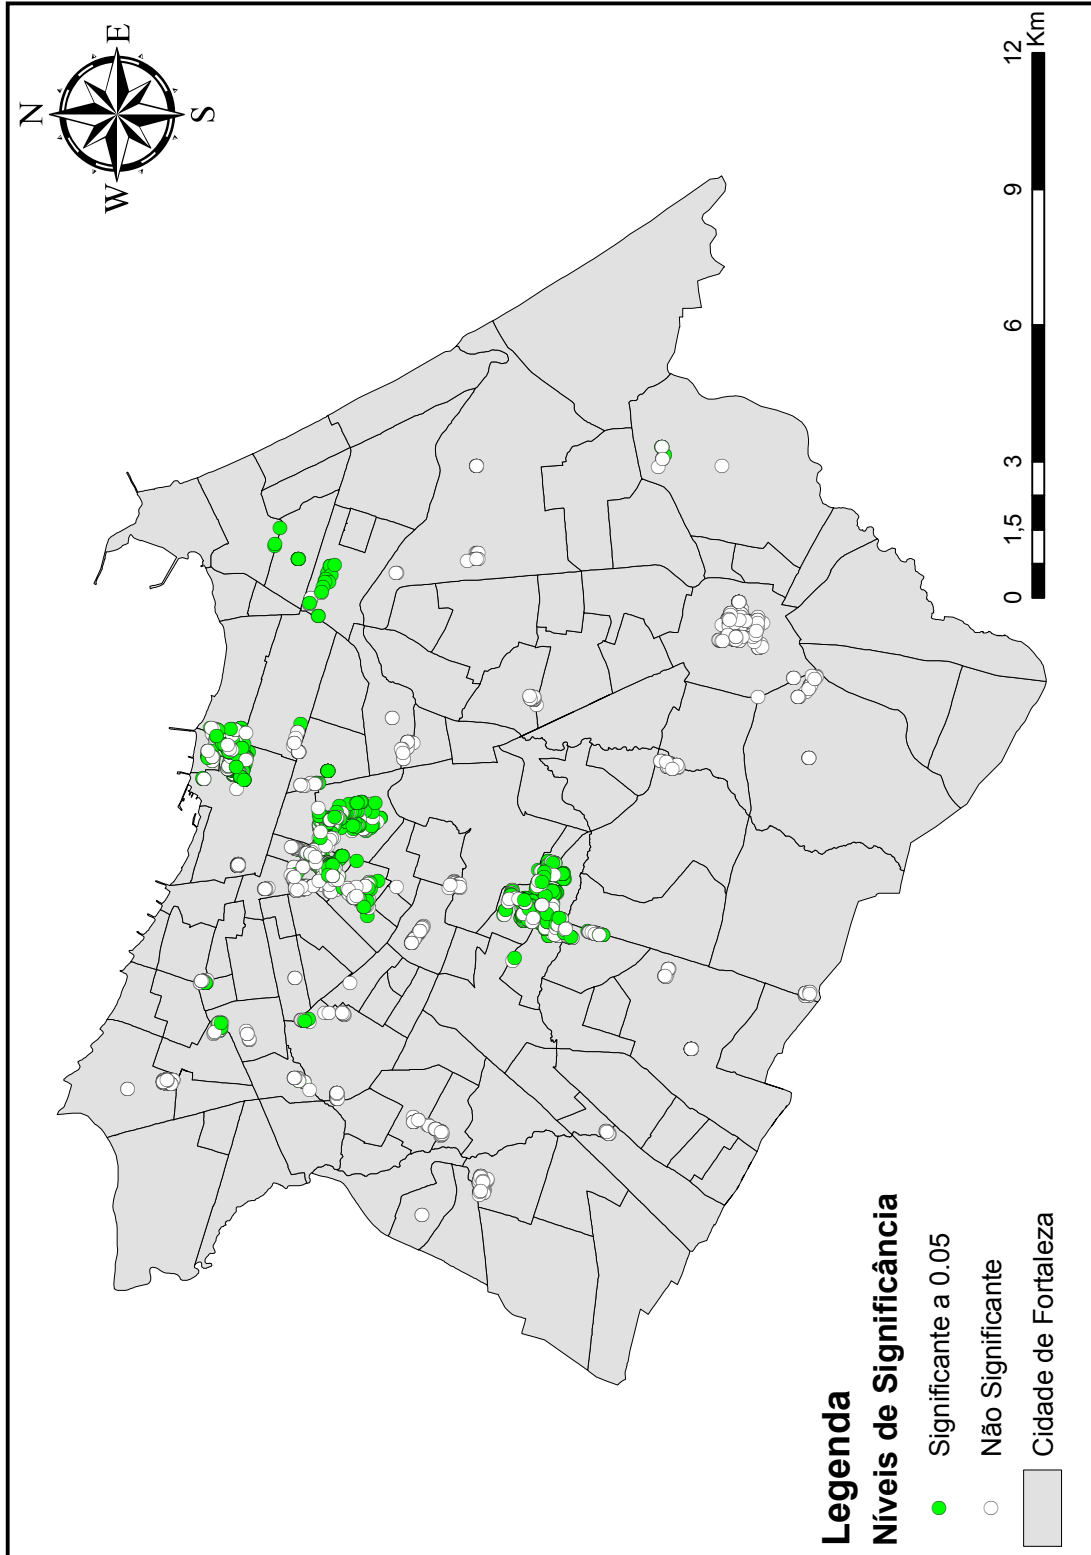 N
W
E
S
Legenda
Níveis de Significância
Significante a 0.05
Não Significante
Cidade de Fortaleza
0 1,5 3 6 9 12
Km